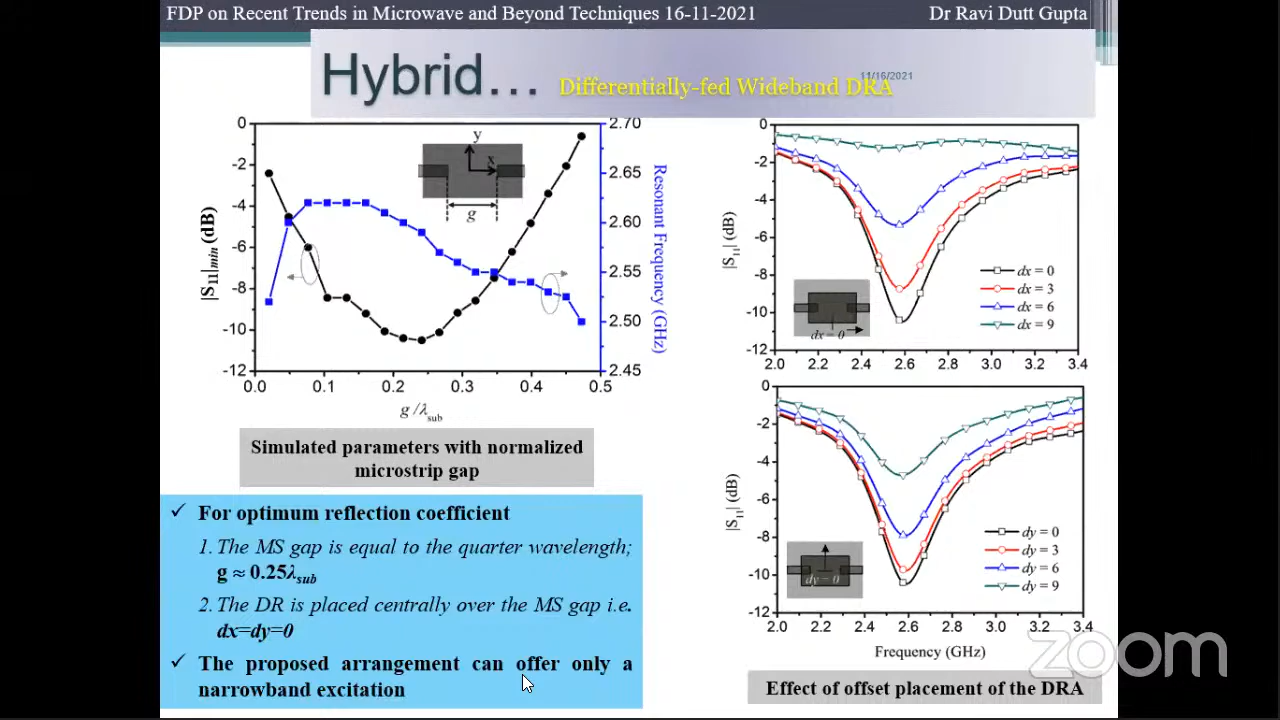 FDP on Recent Trends in Microwave and Beyond Techniques 16-11-2021
Dr Ravi Dutt Gupta
Hybrid…
Differentially-fed Wideband DRA
11/16/2021
0
-2
-4
-6
-8
-10
-12
|S11|min (dB)
0.0 0.1 0.2 0.3 0.4 0.5
g /λsub
2.70
2.65
2.60
2.55
2.50
2.45
Resonant Frequency (GHz)
y
x
g
Simulated parameters with normalized
microstrip gap
✓ For optimum reflection coefficient
1. The MS gap is equal to the quarter wavelength;
g ≈ 0.25λsub
2. The DR is placed centrally over the MS gap i.e.
dx=dy=0
✓ The proposed arrangement can offer only a
narrowband excitation
0
-2
-4
-6
-8
-10
-12
|S11| (dB)
2.0 2.2 2.4 2.6 2.8 3.0 3.2 3.4
dx = 0
dx = 3
dx = 6
dx = 9
dx = 0
0
-2
-4
-6
-8
-10
-12
|S11| (dB)
2.0 2.2 2.4 2.6 2.8 3.0 3.2 3.4
dy = 0
dy = 3
dy = 6
dy = 9
dy = 0
Frequency (GHz)
Effect of offset placement of the DRA
zoom